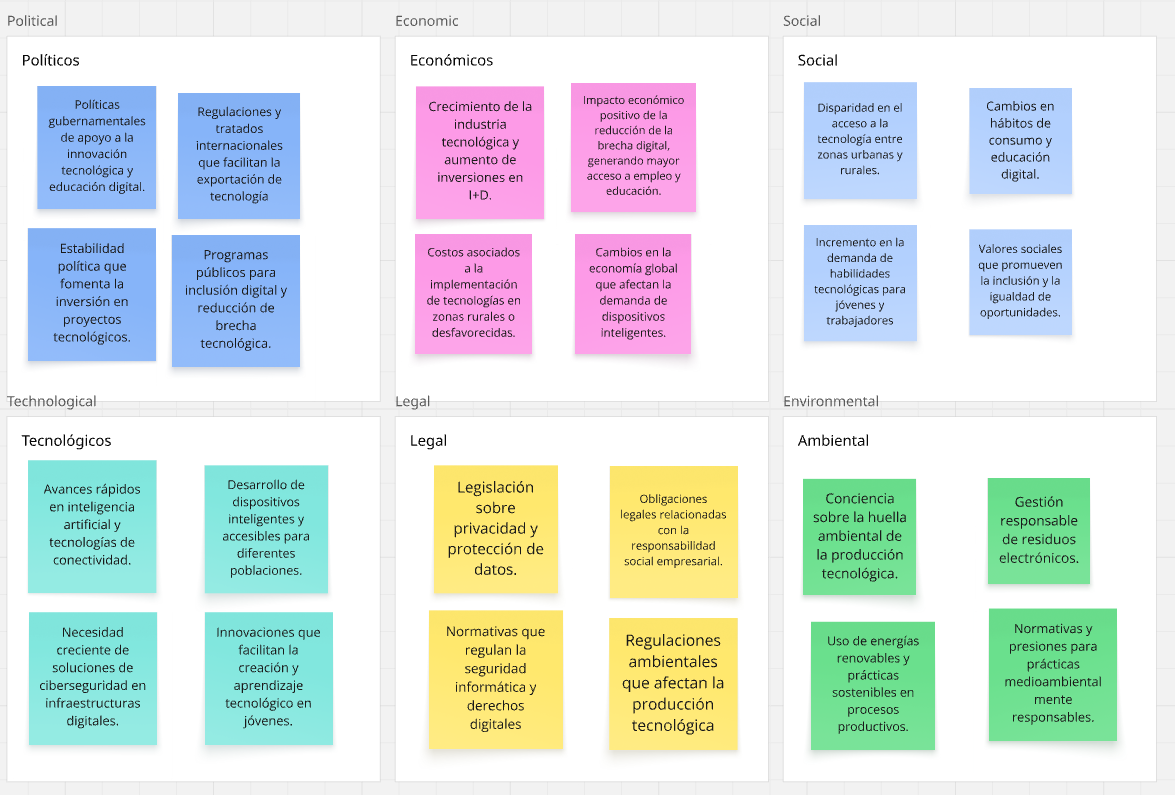 Political
Políticos
Políticas
gubernamentales
de apoyo a la
innovación
tecnológica y
educación digital.
Regulaciones y
tratados
internacionales
que facilitan la
exportación de
tecnología
Estabilidad
política que
fomenta la
inversión en
proyectos
tecnológicos.
Programas
públicos para
inclusión digital y
reducción de
brecha
tecnológica.
Economic
Económicos
Crecimiento de la
industria
tecnológica y
aumento de
inversiones en
I+D.
Impacto económico
positivo de la
reducción de la
brecha digital,
generando mayor
acceso a empleo y
educación.
Costos asociados
a la
implementación
de tecnologías en
zonas rurales o
desfavorecidas.
Cambios en la
economía global
que afectan la
demanda de
dispositivos
inteligentes.
Social
Social
Disparidad en el
acceso a la
tecnología entre
zonas urbanas y
rurales.
Cambios en
hábitos de
consumo y
educación
digital.
Incremento en la
demanda de
habilidades
tecnológicas para
jóvenes y
trabajadores
Valores sociales
que promueven
la inclusión y la
igualdad de
oportunidades.
Technological
Tecnológicos
Avances rápidos
en inteligencia
artificial y
tecnologías de
conectividad.
Desarrollo de
dispositivos
inteligentes y
accesibles para
diferentes
poblaciones.
Necesidad
creciente de
soluciones de
ciberseguridad en
infraestructuras
digitales.
Innovaciones que
facilitan la
creación y
aprendizaje
tecnológico en
jóvenes.
Legal
Legal
Legislación
sobre
privacidad y
protección de
datos.
Obligaciones
legales relacionadas
con la
responsabilidad
social empresarial.
Normativas que
regulan la
seguridad
informática y
derechos
digitales
Regulaciones
ambientales
que afectan la
producción
tecnológica
Environmental
Ambiental
Conciencia
sobre la huella
ambiental de
la producción
tecnológica.
Gestión
responsable
de residuos
electrónicos.
Uso de energías
renovables y
prácticas
sostenibles en
procesos
productivos.
Normativas y
presiones para
prácticas
medioambiental
mente
responsables.